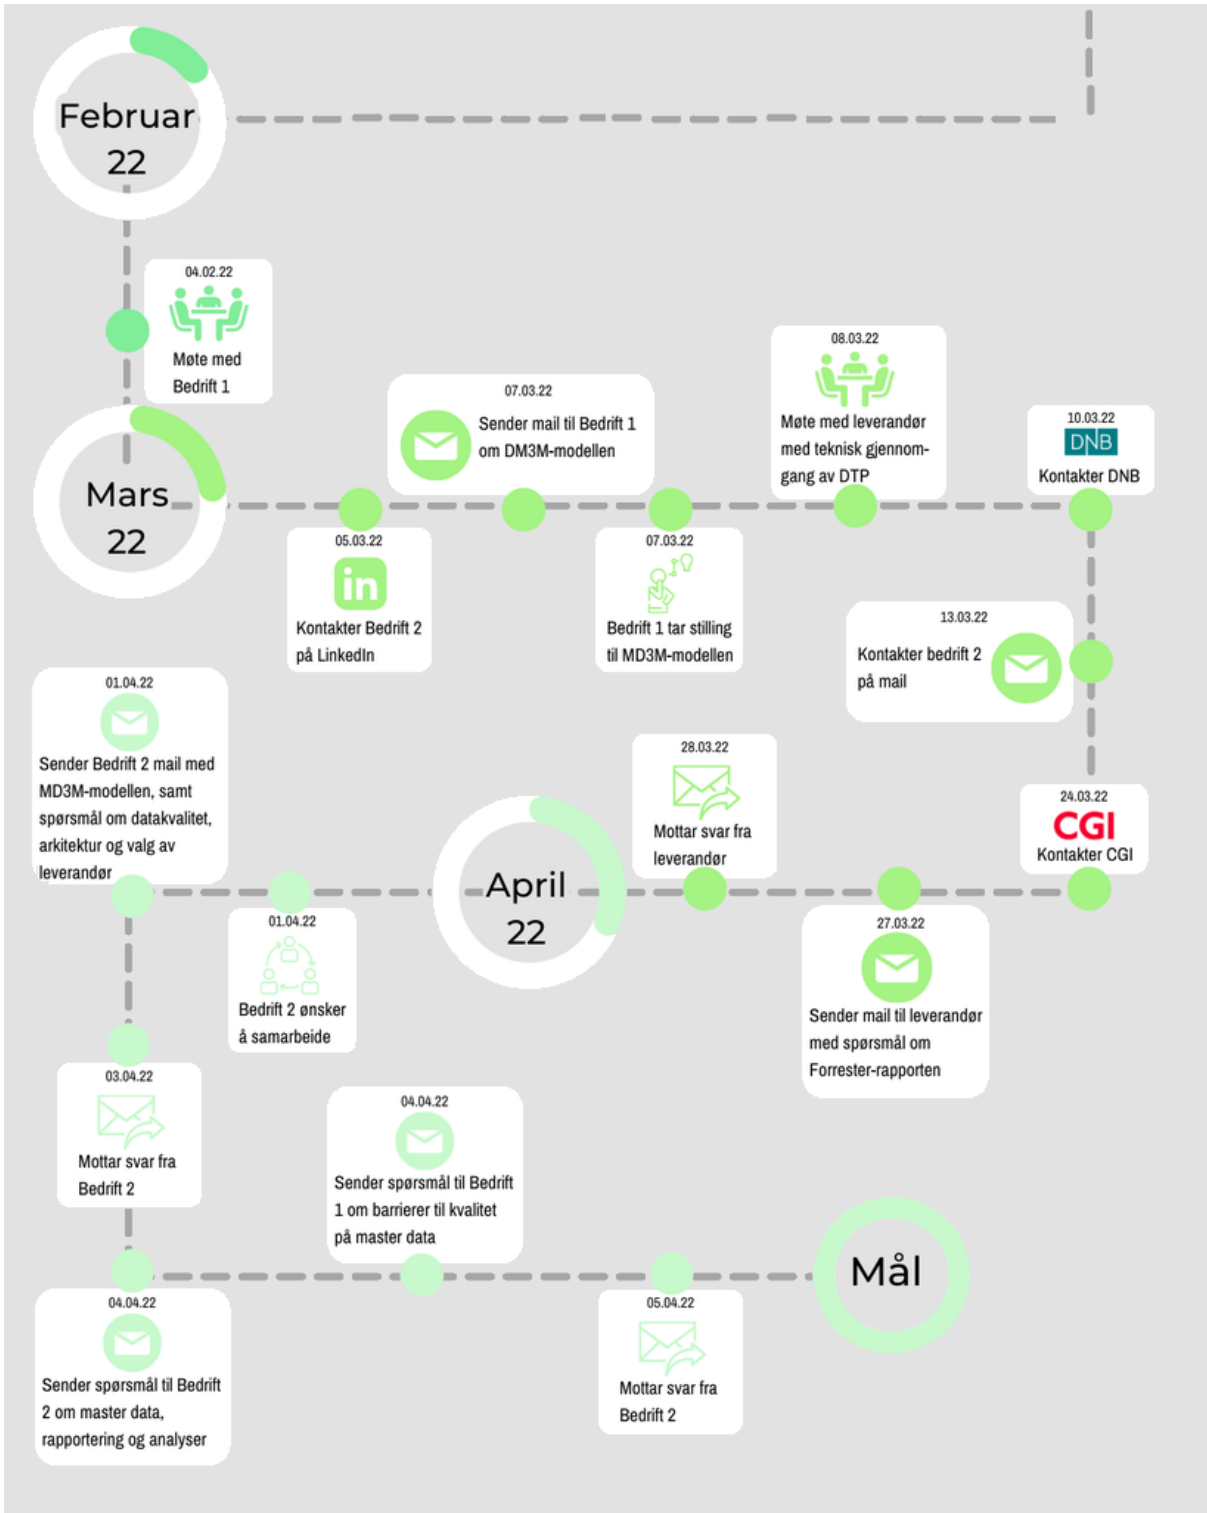 Februar
22
04.02.22
Møte med
Bedrift 1
Mars
22
05.03.22
in
Kontakter Bedrift 2
på LinkedIn
07.03.22
Sender mail til Bedrift 1
om DM3M-modellen
07.03.22
Bedrift 1 tar stilling
til MD3M-modellen
08.03.22
Møte med leverandør
med teknisk gjennom-
gang av DTP
10.03.22
DNB
Kontakter DNB
13.03.22
Kontakter bedrift 2
på mail
24.03.22
CGI
Kontakter CGI
27.03.22
Sender mail til leverandør
med spørsmål om
Forrester-rapporten
28.03.22
Mottar svar fra
leverandør
April
22
01.04.22
Bedrift 2 ønsker
å samarbeide
01.04.22
Sender Bedrift 2 mail med
MD3M-modellen, samt
spørsmål om datakvalitet,
arkitektur og valg av
leverandør
03.04.22
Mottar svar fra
Bedrift 2
04.04.22
Sender spørsmål til Bedrift
2 om master data,
rapportering og analyser
04.04.22
Sender spørsmål til Bedrift
1 om barrierer til kvalitet
på master data
05.04.22
Mottar svar fra
Bedrift 2
Mål